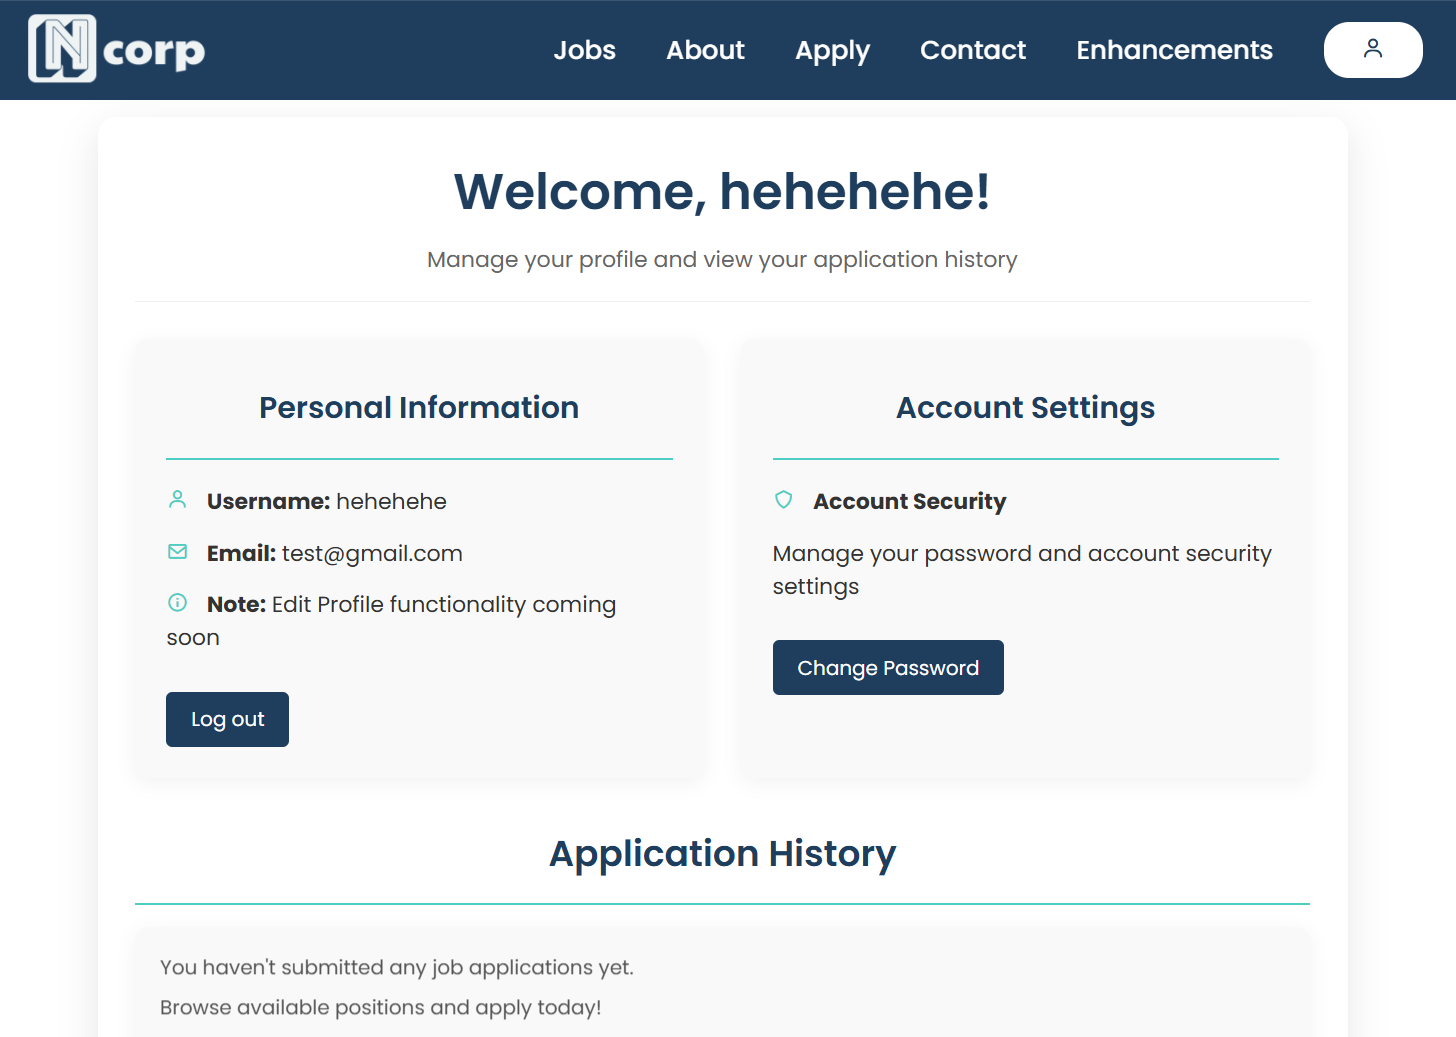 N corp
Jobs About Apply Contact Enhancements
Welcome, hehehehe!
Manage your profile and view your application history
Personal Information
Username: hehehehe
Email: test@gmail.com
Note: Edit Profile functionality coming
soon
Log out
Account Settings
Account Security
Manage your password and account security
settings
Change Password
Application History
You haven't submitted any job applications yet.
Browse available positions and apply today!